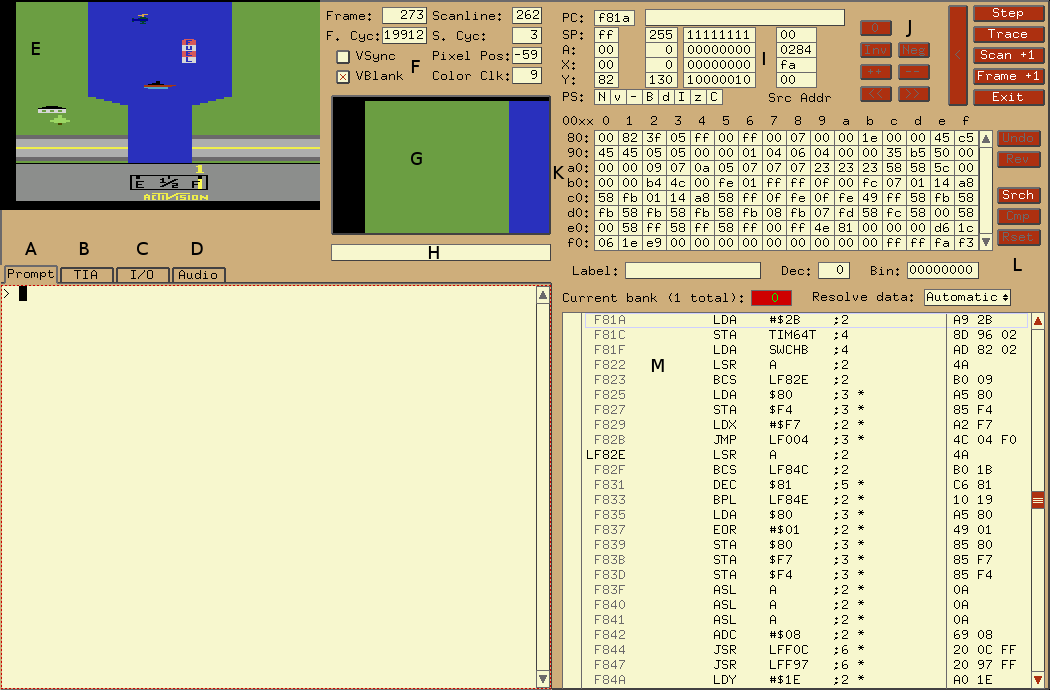 E
FUEL
1
E ½ F
1
ACTIVISION
Frame: 273 Scanline: 262
F. Cyc: 19912 S. Cyc: 3
VSync Pixel Pos: -59
VBlank F Color Clk: 9
G
H
A B C D
Prompt TIA I/O Audio
>
PC: f81a
SP: ff 255 11111111 00
A: 00 0 00000000 0284
X: 00 0 00000000 I fa
Y: 82 130 10000010 00
PS: N v - B d I z C Src Addr
0 J
Inv Neg
++ --
<< >>
<
Step
Trace
Scan +1
Frame +1
Exit
00xx 0 1 2 3 4 5 6 7 8 9 a b c d e f
80: 00 82 3f 05 ff 00 ff 00 07 00 00 1e 00 00 45 c5
90: 45 45 05 05 00 00 01 04 06 04 00 00 35 b5 50 00
K a0: 00 00 09 07 0a 05 07 07 07 23 23 23 58 58 5c 00
b0: 00 00 b4 4c 00 fe 01 ff ff 0f 00 fc 07 01 14 a8
c0: 58 fb 01 14 a8 58 ff 0f fe 0f fe 49 ff 58 fb 58
d0: fb 58 fb 58 fb 58 fb 08 fb 07 fd 58 fc 58 00 58
e0: 00 58 ff 58 ff 58 ff 00 ff 4e 81 00 00 00 d6 1c
f0: 06 1e e9 00 00 00 00 00 00 00 00 00 ff ff fa f3
Undo
Rev
Srch
Cmp
Rset
L
Label: Dec: 0 Bin: 00000000
Current bank (1 total): 0 Resolve data: Automatic
F81A LDA #$2B ;2 A9 2B
F81C STA TIM64T ;4 8D 96 02
F81F LDA SWCHB ;4 AD 82 02
F822 M LSR A ;2 4A
F823 BCS LF82E ;2 B0 09
F825 LDA $80 ;3 * A5 80
F827 STA $F4 ;3 * 85 F4
F829 LDX #$F7 ;2 * A2 F7
F82B JMP LF004 ;3 * 4C 04 F0
LF82E LSR A ;2 4A
F82F BCS LF84C ;2 B0 1B
F831 DEC $81 ;5 * C6 81
F833 BPL LF84E ;2 * 10 19
F835 LDA $80 ;3 * A5 80
F837 EOR #$01 ;2 * 49 01
F839 STA $80 ;3 * 85 80
F83B STA $F7 ;3 * 85 F7
F83D STA $F4 ;3 * 85 F4
F83F ASL A ;2 * 0A
F840 ASL A ;2 * 0A
F841 ASL A ;2 * 0A
F842 ADC #$08 ;2 * 69 08
F844 JSR LFF0C ;6 * 20 0C FF
F847 JSR LFF97 ;6 * 20 97 FF
F84A LDY #$1E ;2 * A0 1E